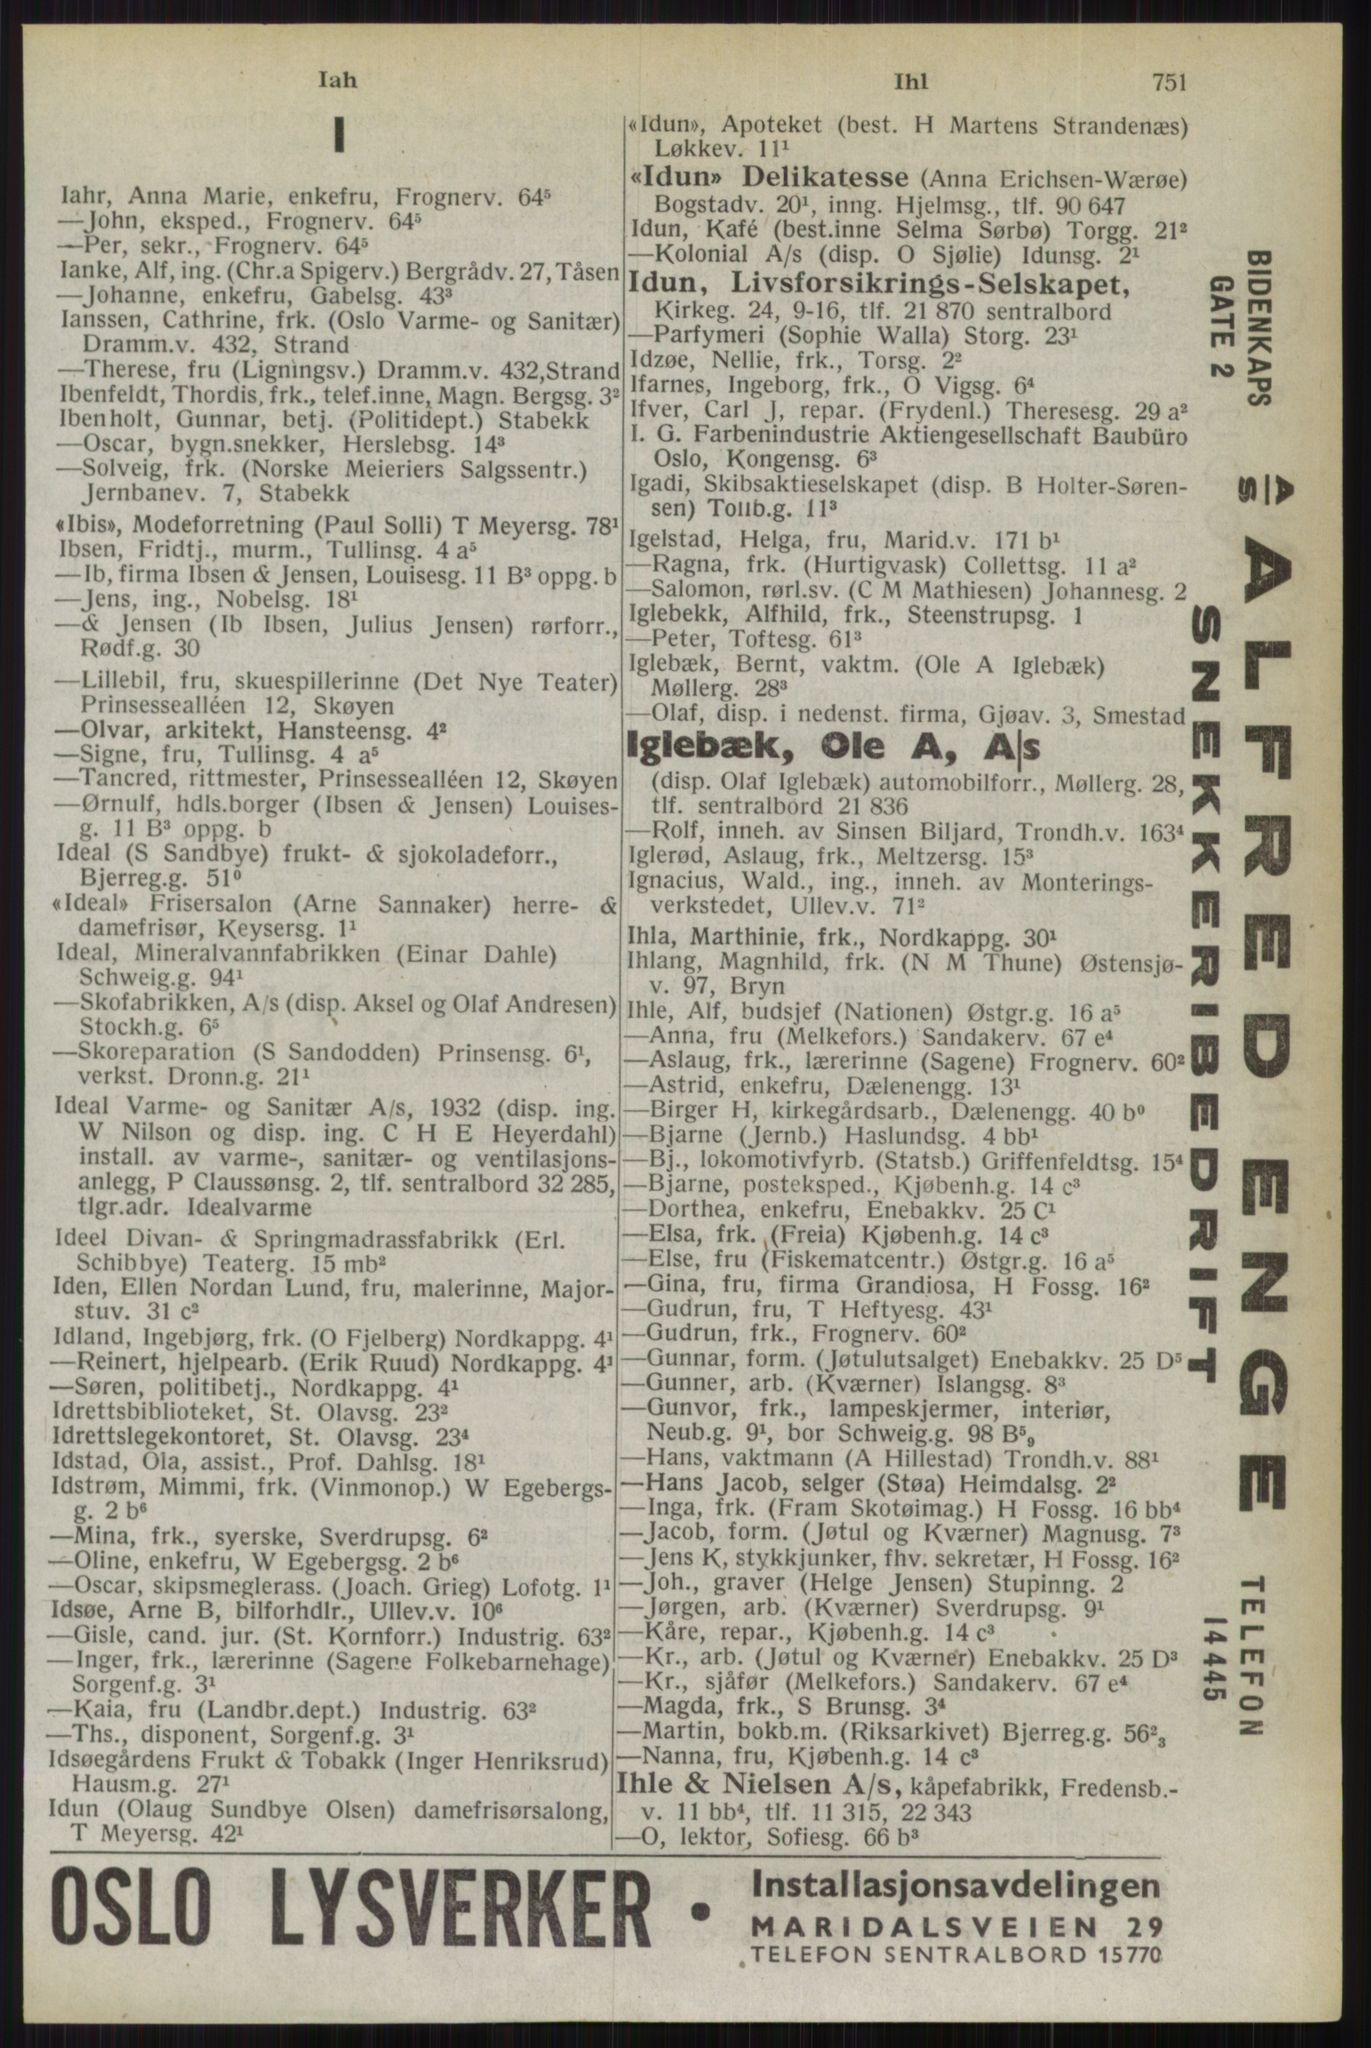 Iah
Ihl 751
I
Iahr, Anna Marie, enkefru, Frognerv. 64⁵
—John, eksped., Frognerv. 64⁵
—Per, sekr., Frognerv. 64⁵
Ianke, Alf, ing. (Chr.a Spigerv.) Bergrådv. 27, Tåsen
—Johanne, enkefru, Gabelsg. 43³
Ianssen, Cathrine, frk. (Oslo Varme- og Sanitær)
Dramm.v. 432, Strand
—Therese, fru (Ligningsv.) Dramm.v. 432, Strand
Ibenfeldt, Thordis, frk., telef.inne, Magn. Bergsg. 3²
Ibenholt, Gunnar, betj. (Politidept.) Stabekk
—Oscar, bygn.snekker, Herslebsg. 14³
—Solveig, frk. (Norske Meieriers Salgssentr.)
Jernbanev. 7, Stabekk
«Ibis», Modeforretning (Paul Solli) T Meyersg. 78¹
Ibsen, Fridtj., murm., Tullinsg. 4 a⁵
—Ib, firma Ibsen & Jensen, Louisesg. 11 B³ oppg. b
—Jens, ing., Nobelsg. 18¹
—& Jensen (Ib Ibsen, Julius Jensen) rørforr.,
Rødf.g. 30
—Lillebil, fru, skuespillerinne (Det Nye Teater)
Prinsessealléen 12, Skøyen
—Olvar, arkitekt, Hansteensg. 4²
—Signe, fru, Tullinsg. 4 a⁵
—Tancred, rittmester, Prinsessealléen 12, Skøyen
—Ørnulf, hdls.borger (Ibsen & Jensen) Louises-
g. 11 B³ oppg. b
Ideal (S Sandbye) frukt- & sjokoladeforr.,
Bjerreg.g. 51⁰
«Ideal» Frisersalon (Arne Sannaker) herre- &
damefrisør, Keysersg. 1¹
Ideal, Mineralvannfabrikken (Einar Dahle)
Schweig.g. 94¹
—Skofabrikken, A/s (disp. Aksel og Olaf Andresen)
Stockh.g. 6⁵
—Skoreparation (S Sandodden) Prinsensg. 6¹,
verkst. Dronn.g. 21¹
Ideal Varme- og Sanitær A/s, 1932 (disp. ing.
W Nilson og disp. ing. C H E Heyerdahl)
install. av varme-, sanitær- og ventilasjons-
anlegg, P Claussønsg. 2, tlf. sentralbord 32 285,
tlgr.adr. Idealvarme
Ideel Divan- & Springmadrassfabrikk (Erl.
Schibbye) Teaterg. 15 mb²
Iden, Ellen Nordan Lund, fru, malerinne, Major-
stuv. 31 c²
Idland, Ingebjørg, frk. (O Fjelberg) Nordkappg. 4¹
—Reinert, hjelpearb. (Erik Ruud) Nordkappg. 4¹
—Søren, politibetj., Nordkappg. 4¹
Idrettsbiblioteket, St. Olavsg. 23²
Idrettslegekontoret, St. Olavsg. 23⁴
Idstad, Ola, assist., Prof. Dahlsg. 18¹
Idstrøm, Mimmi, frk. (Vinmonop.) W Egebergs-
g. 2 b⁶
—Mina, frk., syerske, Sverdrupsg. 6²
—Oline, enkefru, W Egebergsg. 2 b⁶
—Oscar, skipsmeglerass. (Joach. Grieg) Lofotg. 1¹
Idsøe, Arne B, bilforhdlr., Ullev.v. 10⁶
—Gisle, cand. jur. (St. Kornforr.) Industrig. 63²
—Inger, frk., lærerinne (Sagene Folkebarnehage)
Sorgenf.g. 3¹
—Kaia, fru (Landbr.dept.) Industrig. 63²
—Ths., disponent, Sorgenf.g. 3¹
Idsøegårdens Frukt & Tobakk (Inger Henriksrud)
Hausm.g. 27¹
Idun (Olaug Sundbye Olsen) damefrisørsalong,
T Meyersg. 42¹
«Idun», Apoteket (best. H Martens Strandenæs)
Løkkev. 11¹
«Idun» Delikatesse (Anna Erichsen-Wærøe)
Bogstadv. 20¹, inng. Hjelmsg., tlf. 90 647
Idun, Kafé (best.inne Selma Sørbø) Torgg. 21²
—Kolonial A/s (disp. O Sjølie) Idunsg. 2¹
Idun, Livsforsikrings-Selskapet,
Kirkeg. 24, 9-16, tlf. 21 870 sentralbord
—Parfymeri (Sophie Walla) Storg. 23¹
Idzøe, Nellie, frk., Torsg. 2²
Ifarnes, Ingeborg, frk., O Vigsg. 6⁴
Ifver, Carl J, repar. (Frydenl.) Theresesg. 29 a²
I. G. Farbenindustrie Aktiengesellschaft Baubüro
Oslo, Kongensg. 6³
Igadi, Skibsaktieselskapet (disp. B Holter-Søren-
sen) Tollb.g. 11³
Igelstad, Helga, fru, Marid.v. 171 b¹
—Ragna, frk. (Hurtigvask) Collettsg. 11 a²
—Salomon, rørl.sv. (C M Mathiesen) Johannesg. 2
Iglebekk, Alfhild, frk., Steenstrupsg. 1
—Peter, Toftesg. 61³
Iglebæk, Bernt, vaktm. (Ole A Iglebæk)
Møllerg. 28³
—Olaf, disp. i nedenst. firma, Gjøav. 3, Smestad
Iglebæk, Ole A, A/s
(disp. Olaf Iglebæk) automobilforr., Møllerg. 28,
tlf. sentralbord 21 836
—Rolf, inneh. av Sinsen Biljard, Trondh.v. 163⁴
Iglerød, Aslaug, frk., Meltzersg. 15³
Ignacius, Wald., ing., inneh. av Monterings-
verkstedet, Ullev.v. 71²
Ihla, Marthinie, frk., Nordkappg. 30¹
Ihlang, Magnhild, frk. (N M Thune) Østensjø-
v. 97, Bryn
Ihle, Alf, budsjef (Nationen) Østgr.g. 16 a⁵
—Anna, fru (Melkefors.) Sandakerv. 67 e⁴
—Aslaug, frk., lærerinne (Sagene) Frognerv. 60²
—Astrid, enkefru, Dælenengg. 13¹
—Birger H, kirkegårdsarb., Dælenengg. 40 b⁰
—Bjarne (Jernb.) Haslundsg. 4 bb¹
—Bj., lokomotivfyrb. (Statsb.) Griffenfeldtsg. 15⁴
—Bjarne, posteksped., Kjøbenh.g. 14 c³
—Dorthea, enkefru, Enebakkv. 25 C¹
—Elsa, frk. (Freia) Kjøbenh.g. 14 c³
—Else, fru (Fiskematcentr.) Østgr.g. 16 a⁵
—Gina, fru, firma Grandiosa, H Fossg. 16²
—Gudrun, fru, T Heftyesg. 43¹
—Gudrun, frk., Frognerv. 60²
—Gunnar, form. (Jøtulutsalget) Enebakkv. 25 D⁵
—Gunner, arb. (Kværner) Islangsg. 8³
—Gunvor, frk., lampeskjermer, interiør,
Neub.g. 9¹, bor Schweig.g. 98 B⁵₉
—Hans, vaktmann (A Hillestad) Trondh.v. 88¹
—Hans Jacob, selger (Støa) Heimdalsg. 2²
—Inga, frk. (Fram Skotøimag.) H Fossg. 16 bb⁴
—Jacob, form. (Jøtul og Kværner) Magnusg. 7³
—Jens K, stykkjunker, fhv. sekretær, H Fossg. 16²
—Joh., graver (Helge Jensen) Stupinng. 2
—Jørgen, arb. (Kværner) Sverdrupsg. 9¹
—Kåre, repar., Kjøbenh.g. 14 c³
—Kr., arb. (Jøtul og Kværner) Enebakkv. 25 D³
—Kr., sjåfør (Melkefors.) Sandakerv. 67 e⁴
—Magda, frk., S Brunsg. 3⁴
—Martin, bokb.m. (Riksarkivet) Bjerreg.g. 56²₃
—Nanna, fru, Kjøbenh.g. 14 c³
Ihle & Nielsen A/s, kåpefabrikk, Fredensb.-
v. 11 bb⁴, tlf. 11 315, 22 343
—O, lektor, Sofiesg. 66 b³
BIDENKAPS
GATE 2
A/s ALFRED ENGE
SNEKKERIBEDRIFT
TELEFON
14445
OSLO LYSVERKER •
Installasjonsavdelingen
MARIDALSVEIEN 29
TELEFON SENTRALBORD 15770